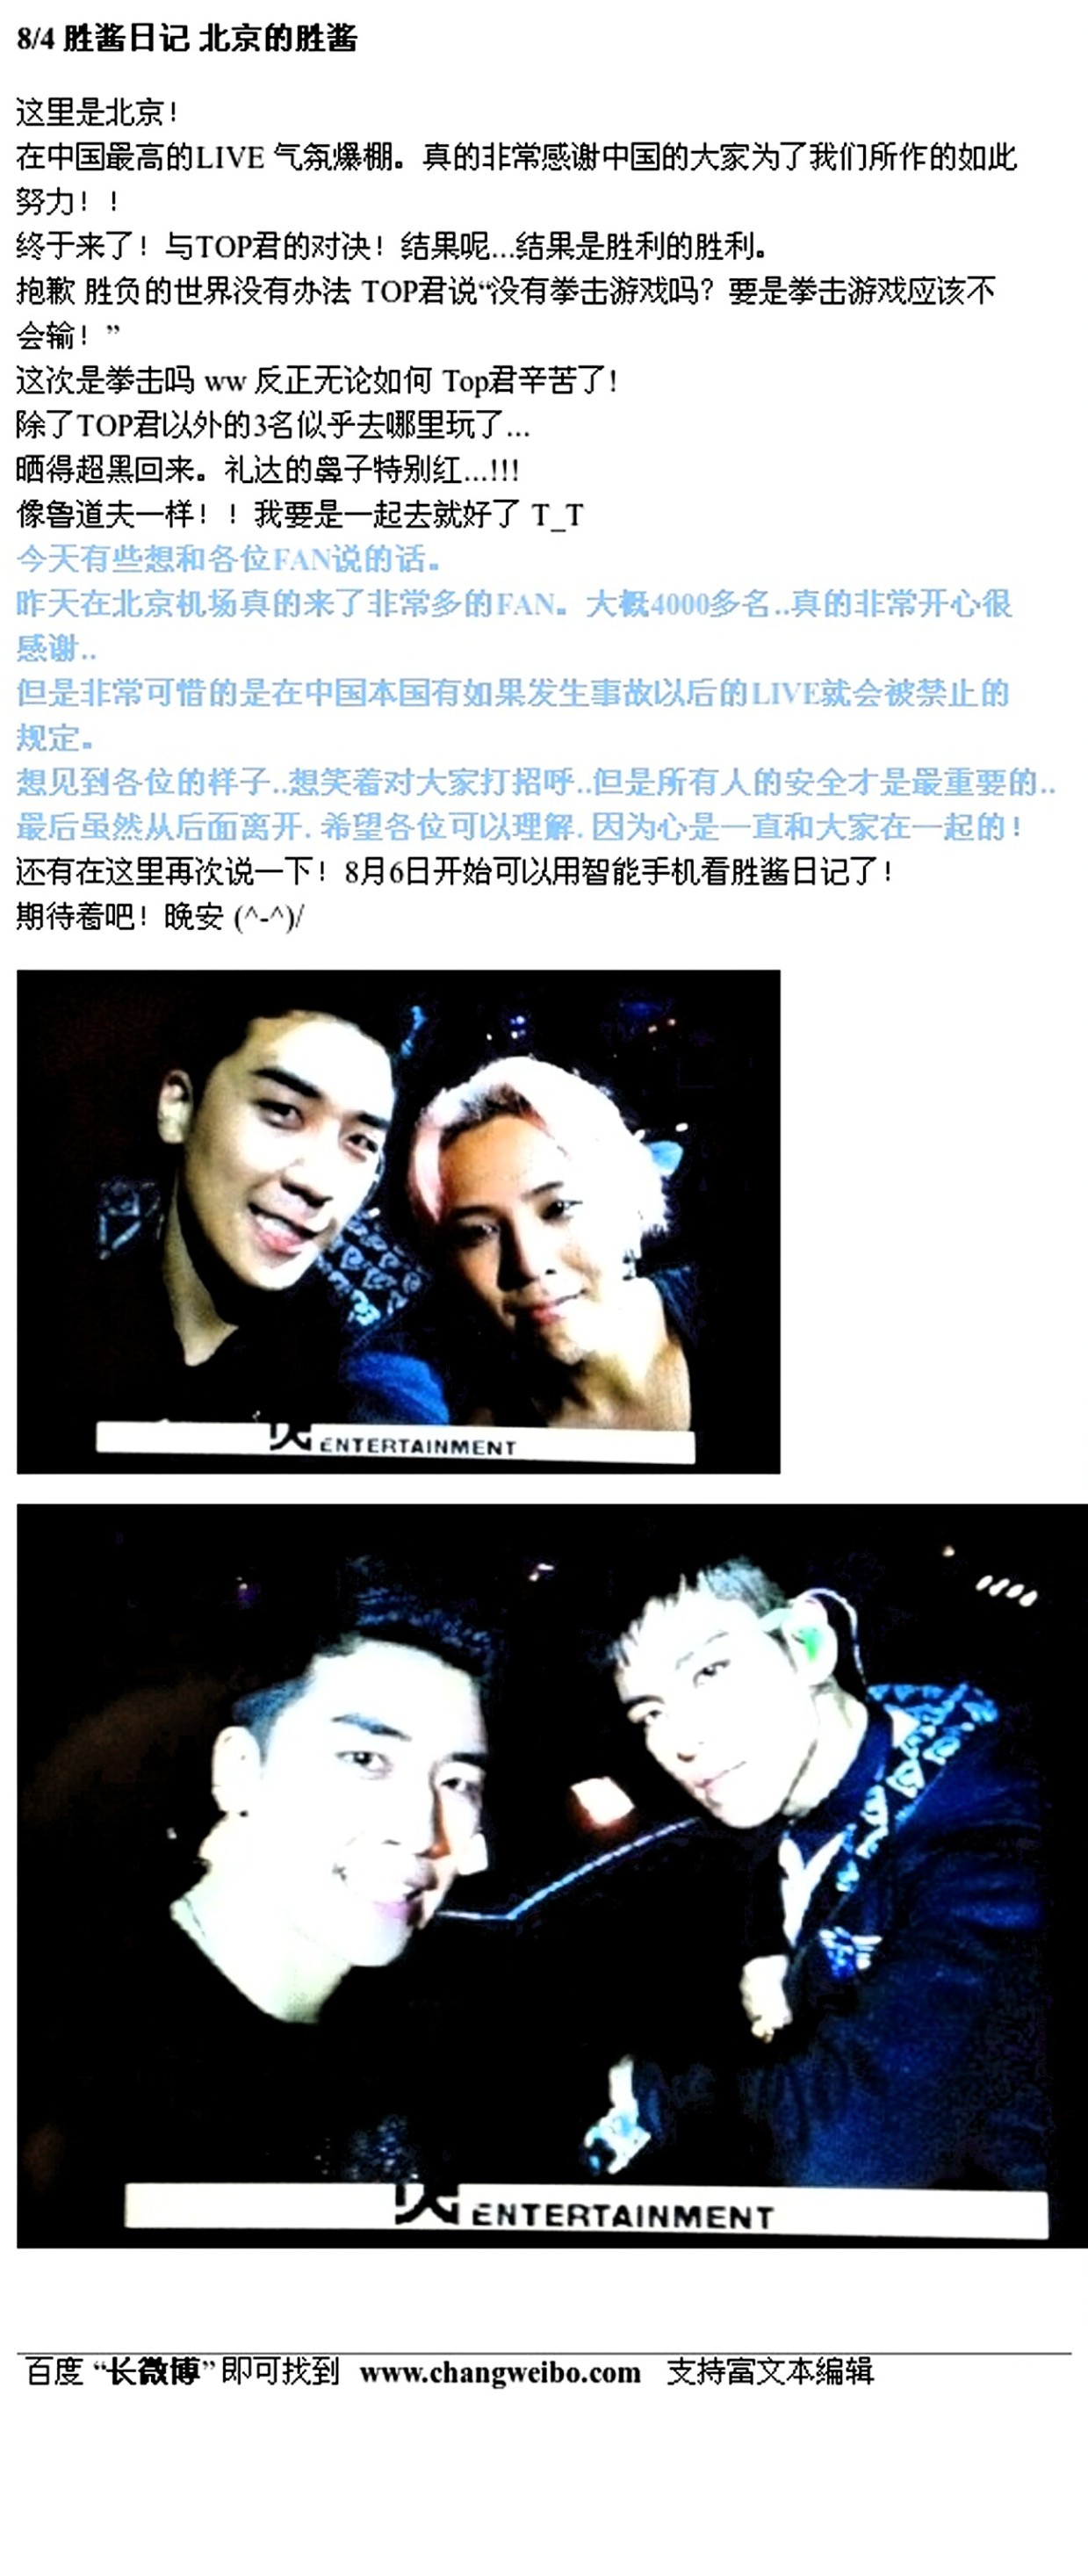 8/4 胜酱日记 北京的胜酱
这里是北京！
在中国最高的LIVE 气氛爆棚。真的非常感谢中国的大家为了我们所作的如此
努力！！
终于来了！与TOP君的对决！结果呢...结果是胜利的胜利。
抱歉 胜负的世界没有办法 TOP君说“没有拳击游戏吗？要是拳击游戏应该不
会输！”
这次是拳击吗 ww 反正无论如何 Top君辛苦了!
除了TOP君以外的3名似乎去哪里玩了...
晒得超黑回来。礼达的鼻子特别红...!!!
像鲁道夫一样！！我要是一起去就好了 T_T
今天有些想和各位FAN说的话。
昨天在北京机场真的来了非常多的FAN。大概4000多名..真的非常开心很
感谢..
但是非常可惜的是在中国本国有如果发生事故以后的LIVE就会被禁止的
规定。
想见到各位的样子..想笑着对大家打招呼..但是所有人的安全才是最重要的..
最后虽然从后面离开. 希望各位可以理解. 因为心是一直和大家在一起的！
还有在这里再次说一下！8月6日开始可以用智能手机看胜酱日记了！
期待着吧！晚安 (^-^)/
ENTERTAINMENT
ENTERTAINMENT
百度 “长微博” 即可找到 www.changweibo.com 支持富文本编辑